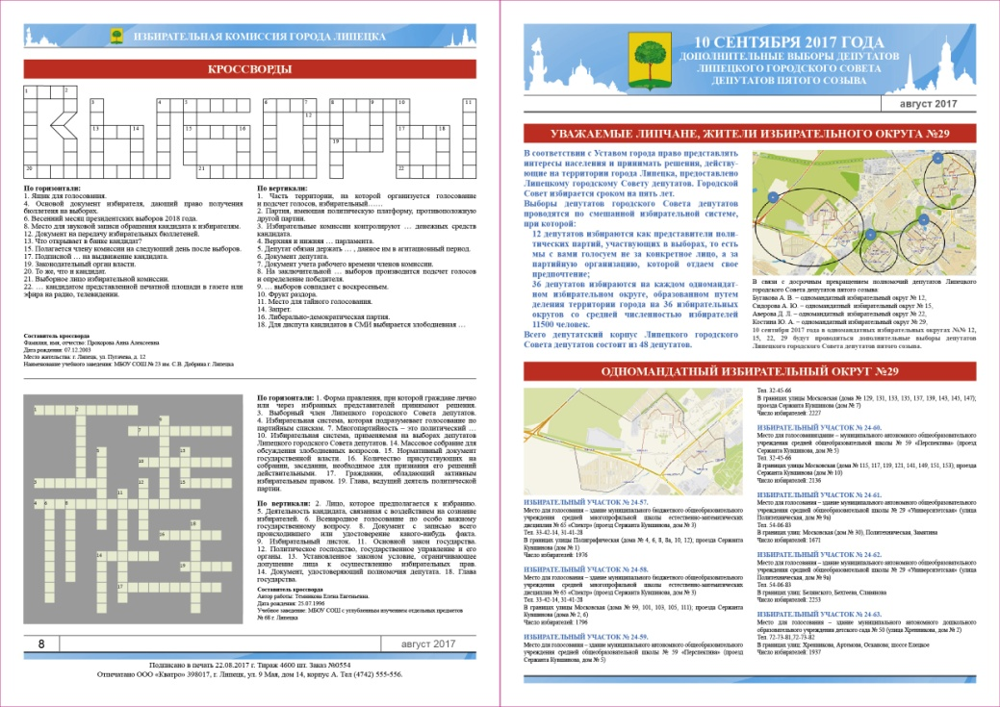 ИЗБИРАТЕЛЬНАЯ КОМИССИЯ ГОРОДА ЛИПЕЦКА
КРОССВОРДЫ
По горизонтали:
1. Ящик для голосования.
4. Основой документ избирателя, дающий право получения
бюллетеня на выборах.
6. Весенний месяц президентских выборов 2018 года.
8. Место для звуковой записи обращения кандидата к избирателям.
12. Документ на передачу избирательных бюллетеней.
13. Что открывает в банке кандидат?
15. Полагается члену комиссии на следующий день после выборов.
17. Подписной … на выдвижение кандидата.
19. Законодательный орган власти.
20. То же, что и кандидат.
21. Выборное лицо избирательной комиссии.
22. … кандидатом представленной печатной площади в газете или
эфира на радио, телевидении.
По вертикали:
1. Часть территории, на которой организуется голосование
и подсчет голосов, избирательный……
2. Партия, имеющая политическую платформу, противоположную
другой партии.
3. Избирательные комиссии контролируют … денежных средств
кандидата.
4. Верхняя и нижняя … парламента.
5. Депутат обязан держать … , данное им в агитационный период.
6. Документ депутата.
7. Документ учета рабочего времени членов комиссии.
8. На заключительной … выборов производится подсчет голосов
и определение победителя.
9. … выборов совпадает с воскресеньем.
10. Фрукт раздора.
11. Место для тайного голосования.
14. Запрет.
16. Либерально-демократическая партия.
18. Для диспута кандидатов в СМИ выбирается злободневная …
Составитель кроссворда
Фамилия, имя, отчество: Прохорова Анна Алексеевна
Дата рождения: 07.12.2003
Место жительства: г. Липецк, ул. Пугачева, д. 12
Наименование учебного заведения: МБОУ СОШ № 23 им. С.В. Добрина г. Липецка
По горизонтали: 1. Форма правления, при которой граждане лично
или через избранных представителей принимают решения.
3. Выборный член Липецкого городского Совета депутатов.
4. Избирательная система, которая подразумевает голосование по
партийным спискам. 7. Многопартийность – это политический …
10. Избирательная система, применяемая на выборах депутатов
Липецкого городского Совета депутатов. 14. Массовое собрание для
обсуждения злободневных вопросов. 15. Нормативный документ
государственной власти. 16. Количество присутствующих на
собрании, заседании, необходимое для признания его решений
действительными. 17. Гражданин, обладающий активным
избирательным правом. 19. Глава, ведущий деятель политической
партии.
По вертикали: 2. Лицо, которое предполагается к избранию.
5. Деятельность кандидата, связанная с воздействием на сознание
избирателей. 6. Всенародное голосование по особо важному
государственному вопросу. 8. Документ с записью всего
происходившего или удостоверение какого-нибудь факта.
9. Избирательный листок. 11. Основной закон государства.
12. Политическое господство, государственное управление и его
органы. 13. Установленное законом условие, ограничивающее
допущение лица к осуществлению избирательных прав.
14. Документ, удостоверяющий полномочия депутата. 18. Глава
государства.
Составитель кроссворда
Автор работы: Темникова Елена Евгеньевна.
Дата рождения: 25.07.1996
Учебное заведение: МБОУ СОШ с углубленным изучением отдельных предметов
№ 68 г. Липецка
8
август 2017
Подписано в печать 22.08.2017 г. Тираж 4600 шт. Заказ №0554
Отпечатано ООО «Кватро» 398017, г. Липецк, ул. 9 Мая, дом 14, корпус А. Тел (4742) 555-556.
10 СЕНТЯБРЯ 2017 ГОДА
ДОПОЛНИТЕЛЬНЫЕ ВЫБОРЫ ДЕПУТАТОВ
ЛИПЕЦКОГО ГОРОДСКОГО СОВЕТА
ДЕПУТАТОВ ПЯТОГО СОЗЫВА
август 2017
УВАЖАЕМЫЕ ЛИПЧАНЕ, ЖИТЕЛИ ИЗБИРАТЕЛЬНОГО ОКРУГА №29
В соответствии с Уставом города право представлять
интересы населения и принимать решения, действу-
ющие на территории города Липецка, предоставлено
Липецкому городскому Совету депутатов. Городской
Совет избирается сроком на пять лет.
Выборы депутатов городского Совета депутатов
проводятся по смешанной избирательной системе,
при которой:
12 депутатов избираются как представители поли-
тических партий, участвующих в выборах, то есть
мы с вами голосуем не за конкретное лицо, а за
партийную организацию, которой отдаем свое
предпочтение;
36 депутатов избираются на каждом одномандат-
ном избирательном округе, образованном путем
деления территории города на 36 избирательных
округов со средней численностью избирателей
11500 человек.
Всего депутатский корпус Липецкого городского
Совета депутатов состоит из 48 депутатов.
В связи с досрочным прекращением полномочий депутатов Липецкого
городского Совета депутатов пятого созыва:
Бугакова А. В. – одномандатный избирательный округ № 12,
Сидорова А. Ю. – одномандатный избирательный округ № 15,
Аверова Д. Л. – одномандатный избирательный округ № 22,
Костина Ю. А. – одномандатный избирательный округ № 29,
10 сентября 2017 года в одномандатных избирательных округах №№ 12,
15, 22, 29 будут проводиться дополнительные выборы депутатов
Липецкого городского Совета депутатов пятого созыва.
ОДНОМАНДАТНЫЙ ИЗБИРАТЕЛЬНЫЙ ОКРУГ №29
ИЗБИРАТЕЛЬНЫЙ УЧАСТОК № 24-57.
Место для голосования – здание муниципального бюджетного общеобразовательного
учреждения средней многопрофильной школы естественно-математических
дисциплин № 65 «Спектр» (проезд Сержанта Кувшинова, дом № 3)
Тел. 33-42-14, 31-41-28
В границах улицы Полиграфическая (дома № 4, 6, 8, 8а, 10, 12); проезда Сержанта
Кувшинова (дом № 1)
Число избирателей: 1976
ИЗБИРАТЕЛЬНЫЙ УЧАСТОК № 24-58.
Место для голосования – здание муниципального бюджетного общеобразовательного
учреждения средней многопрофильной школы естественно-математических
дисциплин № 65 «Спектр» (проезд Сержанта Кувшинова, дом № 3)
Тел. 33-42-14, 31-41-28
В границах улицы Московская (дома № 99, 101, 103, 105, 111); проезда Сержанта
Кувшинова (дома № 2, 6)
Число избирателей: 1796
ИЗБИРАТЕЛЬНЫЙ УЧАСТОК № 24-59.
Место для голосования – здание муниципального бюджетного общеобразовательного
учреждения средней общеобразовательной школы № 59 «Перспектива» (проезд
Сержанта Кувшинова, дом № 5)
Тел. 32-45-66
В границах улицы Московская (дома № 129, 131, 133, 135, 137, 139, 143, 145, 147);
проезда Сержанта Кувшинова (дом № 7)
Число избирателей: 2227
ИЗБИРАТЕЛЬНЫЙ УЧАСТОК № 24-60.
Место для голосования – здание муниципального бюджетного общеобразовательного
учреждения средней общеобразовательной школы № 59 «Перспектива» (проезд
Сержанта Кувшинова, дом № 5)
Тел. 32-45-66
В границах улицы Московская (дома № 115, 117, 119, 121, 141, 149, 151, 153); проезда
Сержанта Кувшинова (дом № 10)
Число избирателей: 2136
ИЗБИРАТЕЛЬНЫЙ УЧАСТОК № 24-61.
Место для голосования – здание муниципального автономного общеобразовательного
учреждения средней общеобразовательной школы № 29 «Университетская» (улица
Политехническая, дом № 9а)
Тел. 54-06-83
В границах улиц: Московская (дом № 30), Политехническая, Замятина
Число избирателей: 1671
ИЗБИРАТЕЛЬНЫЙ УЧАСТОК № 24-62.
Место для голосования – здание муниципального автономного общеобразовательного
учреждения средней общеобразовательной школы № 29 «Университетская» (улица
Политехническая, дом № 9а)
Тел. 54-06-83
В границах улиц: Белянского, Бехтеева, Сливинки
Число избирателей: 2253
ИЗБИРАТЕЛЬНЫЙ УЧАСТОК № 24-63.
Место для голосования – здание муниципального автономного дошкольного
образовательного учреждения детского сада № 50 (улица Хренникова, дом № 2)
Тел. 72-73-81,72-73-82
В границах улиц: Хренникова, Артемова, Осканова; шоссе Елецкое
Число избирателей: 1937